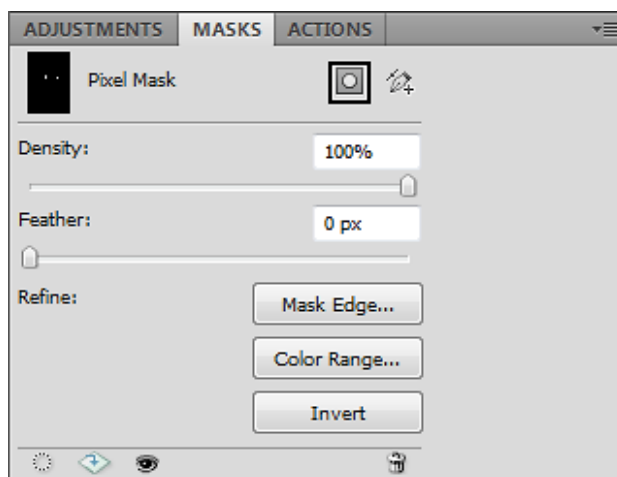 ADJUSTMENTS MASKS ACTIONS
Pixel Mask
Density: 100%
Feather: 0 px
Refine: Mask Edge...
Color Range...
Invert